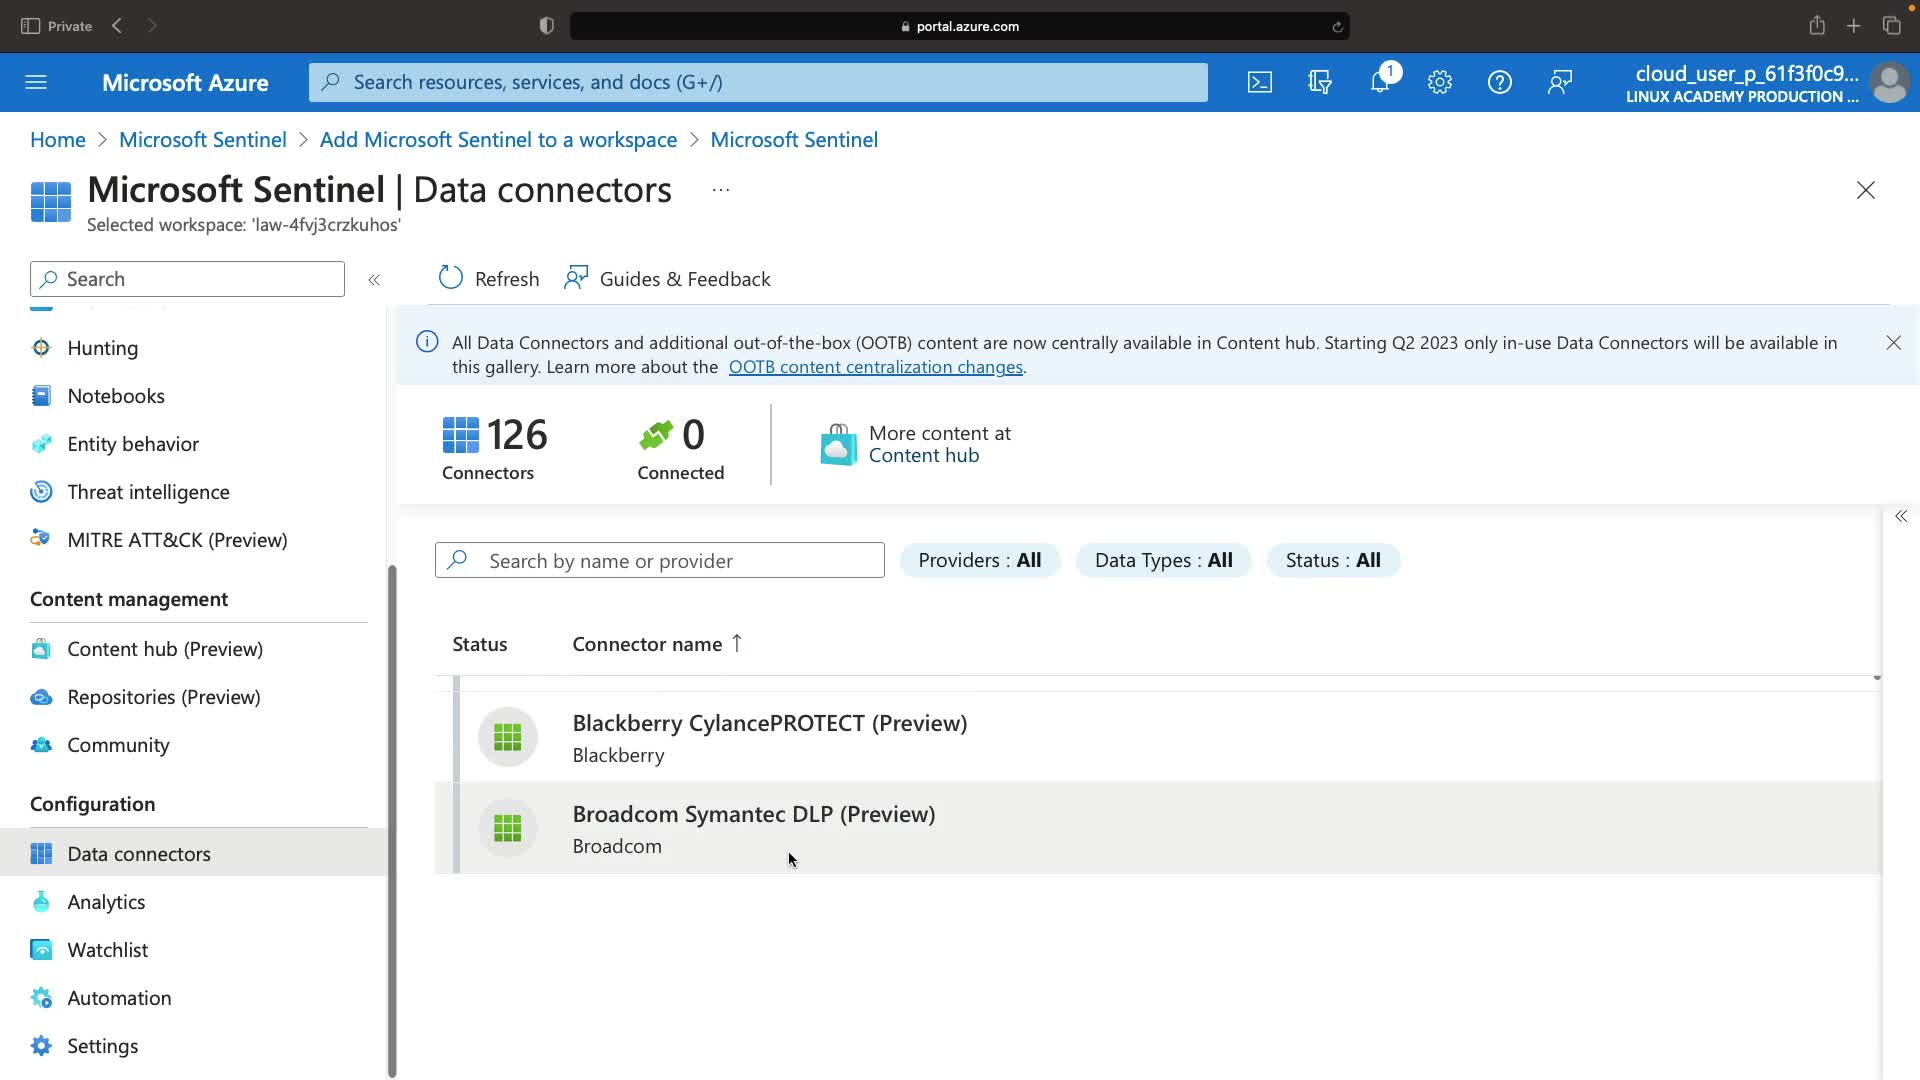 Private
portal.azure.com
Microsoft Azure
Search resources, services, and docs (G+/)
1
cloud_user_p_61f3f0c9...
LINUX ACADEMY PRODUCTION ...
Home > Microsoft Sentinel > Add Microsoft Sentinel to a workspace > Microsoft Sentinel
Microsoft Sentinel | Data connectors ...
Selected workspace: 'law-4fvj3crzkuhos'
Search
«
Refresh
Guides & Feedback
All Data Connectors and additional out-of-the-box (OOTB) content are now centrally available in Content hub. Starting Q2 2023 only in-use Data Connectors will be available in
this gallery. Learn more about the OOTB content centralization changes.
Hunting
Notebooks
Entity behavior
Threat intelligence
MITRE ATT&CK (Preview)
Content management
Content hub (Preview)
Repositories (Preview)
Community
Configuration
Data connectors
Analytics
Watchlist
Automation
Settings
126
Connectors
0
Connected
More content at
Content hub
«
Search by name or provider
Providers : All
Data Types : All
Status : All
Status
Connector name ↑
Blackberry CylancePROTECT (Preview)
Blackberry
Broadcom Symantec DLP (Preview)
Broadcom